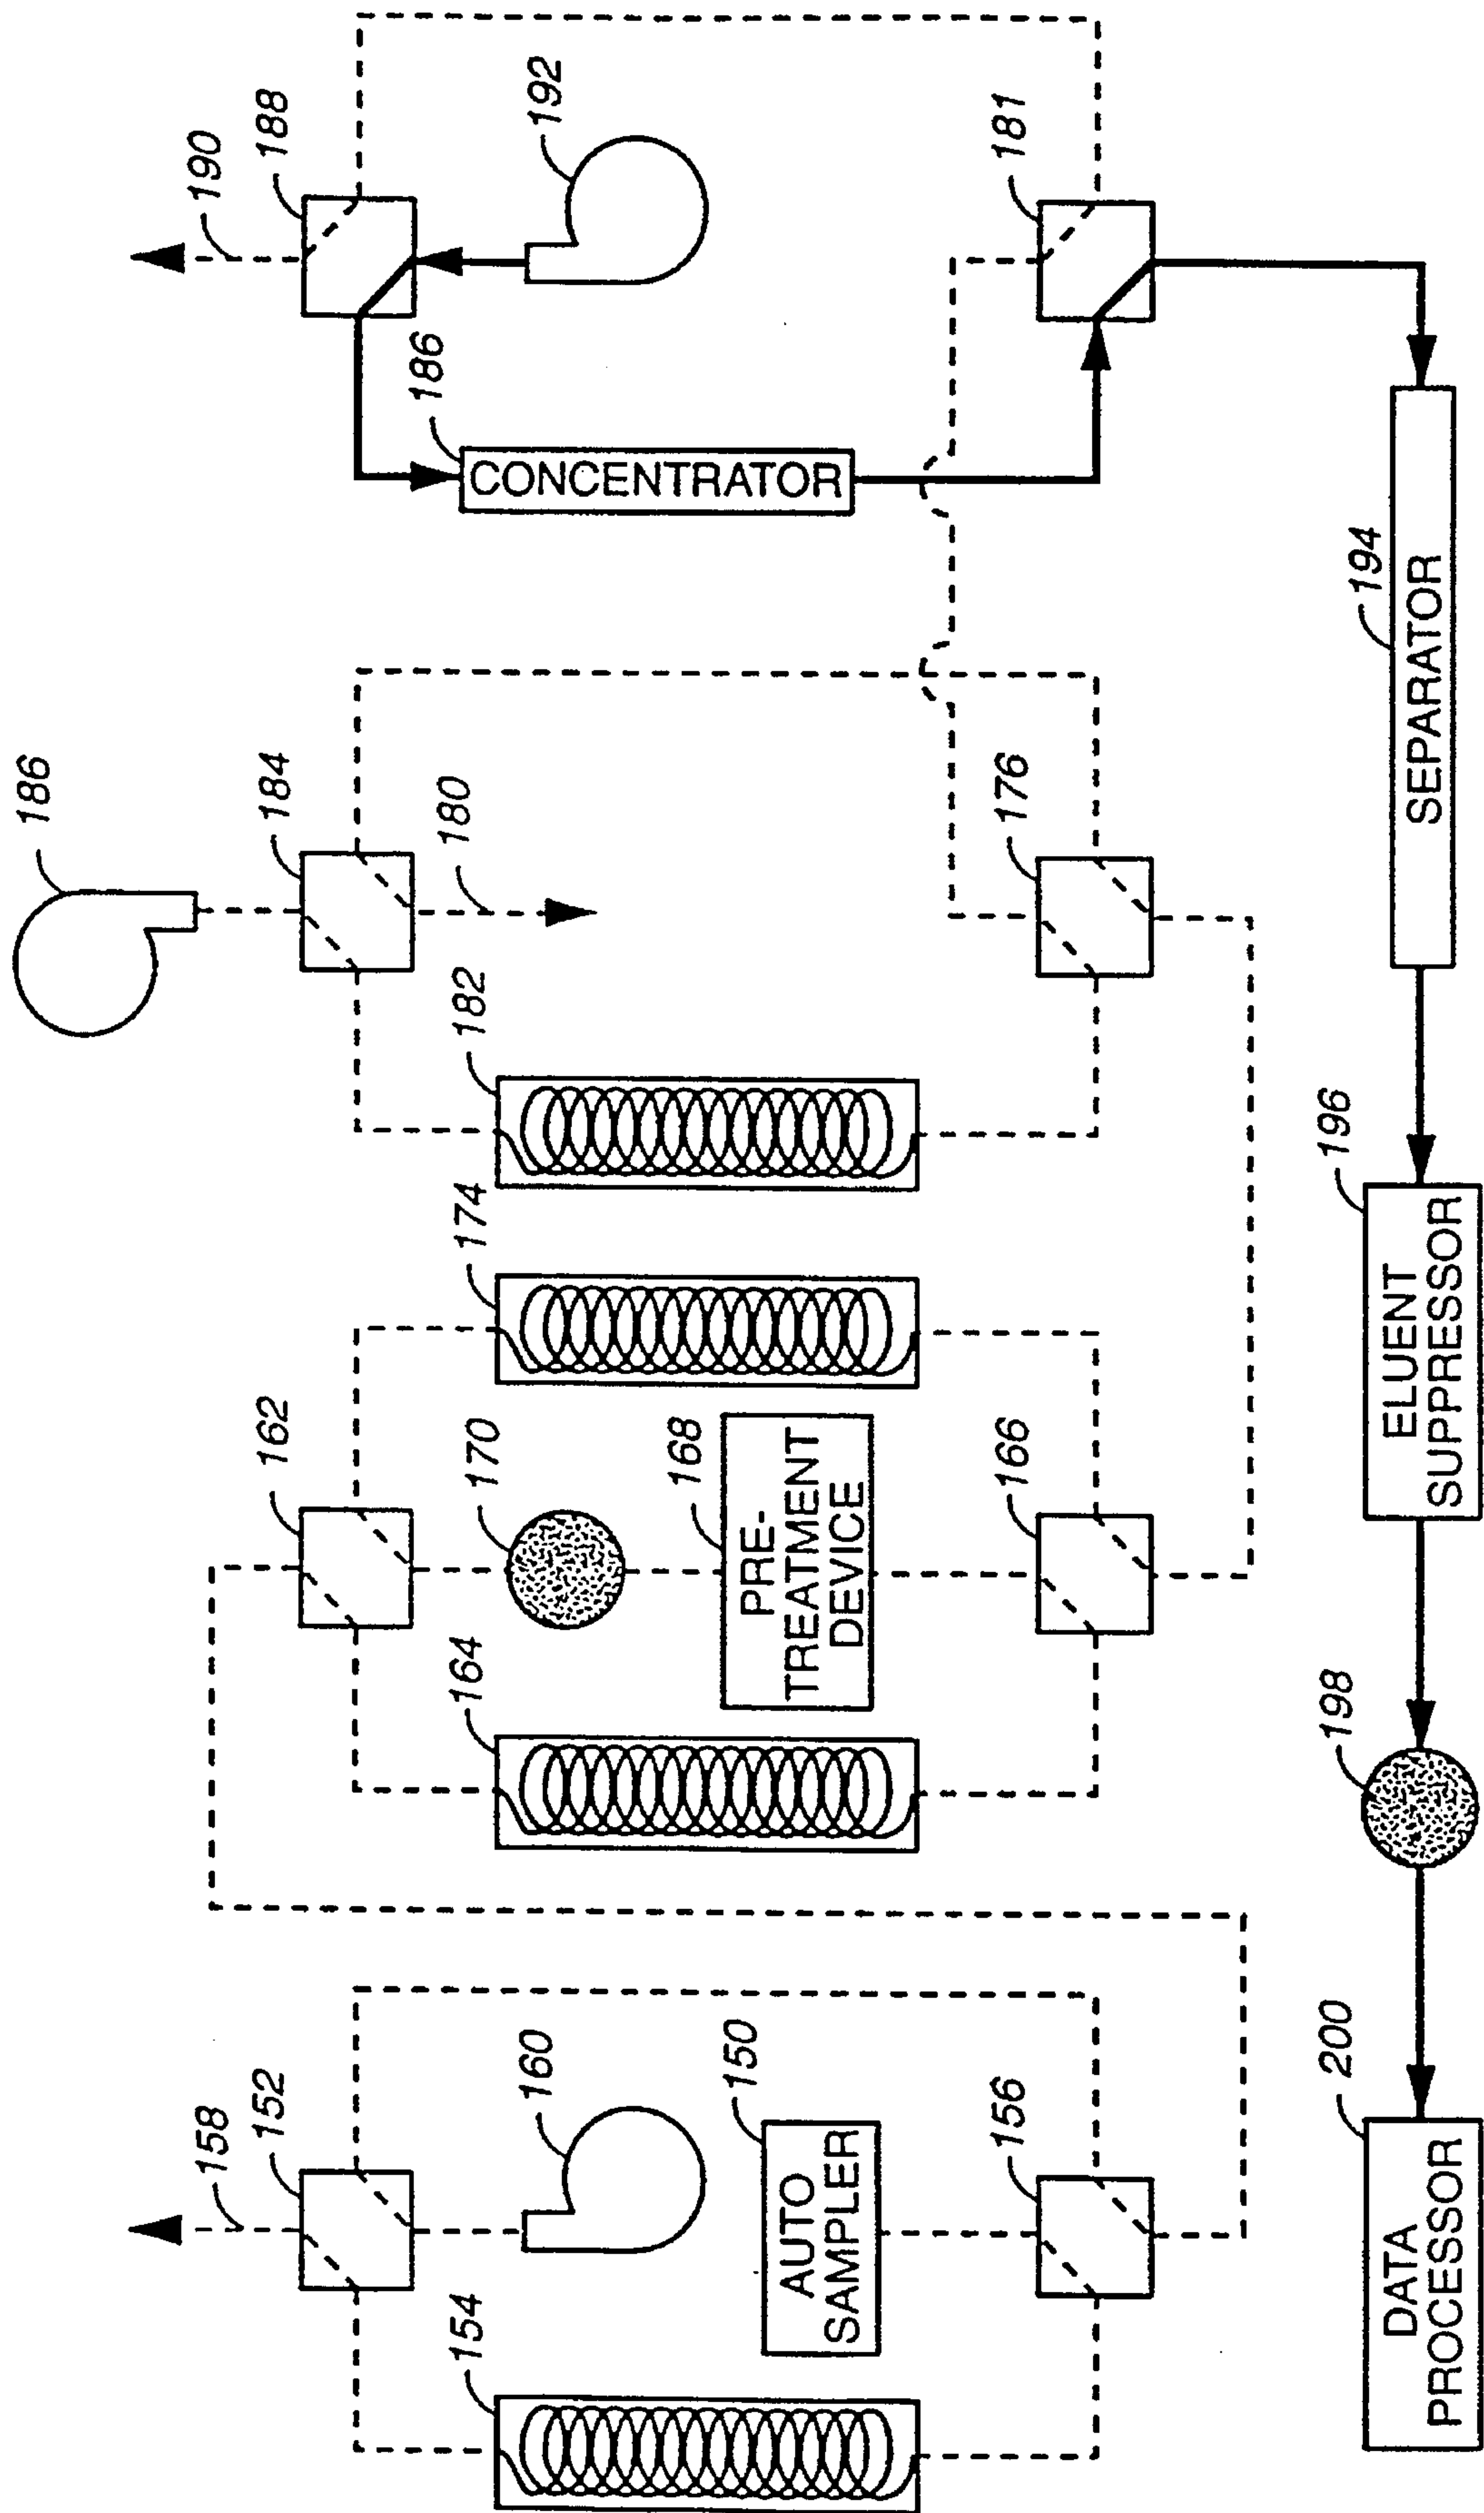 186
190
188
192
184
180
186
CONCENTRATOR
181
162
182
174
170
176
158
152
164
168
PRE-
TREATMENT
DEVICE
166
160
154
150
AUTO
SAMPLER
156
194
SEPARATOR
196
ELUENT
SUPPRESSOR
198
200
DATA
PROCESSOR